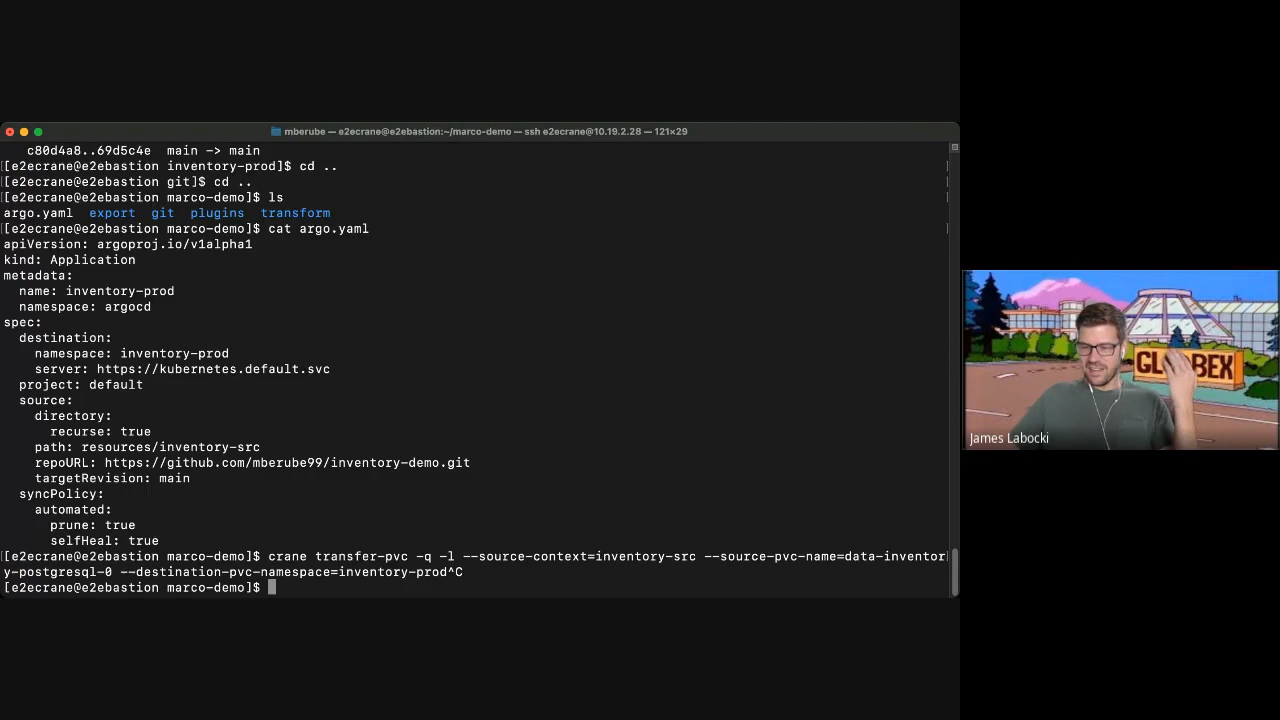 mberube — e2ecrane@e2ebastion:~/marco-demo — ssh e2ecrane@10.19.2.28 — 121×29
c80d4a8..69d5c4e  main -> main
[[e2ecrane@e2ebastion inventory-prod]$ cd ..
[[e2ecrane@e2ebastion git]$ cd ..
[[e2ecrane@e2ebastion marco-demo]$ ls
argo.yaml  export  git  plugins  transform
[[e2ecrane@e2ebastion marco-demo]$ cat argo.yaml
apiVersion: argoproj.io/v1alpha1
kind: Application
metadata:
  name: inventory-prod
  namespace: argocd
spec:
  destination:
    namespace: inventory-prod
    server: https://kubernetes.default.svc
  project: default
  source:
    directory:
      recurse: true
    path: resources/inventory-src
    repoURL: https://github.com/mberube99/inventory-demo.git
    targetRevision: main
  syncPolicy:
    automated:
      prune: true
      selfHeal: true
[[e2ecrane@e2ebastion marco-demo]$ crane transfer-pvc -q -l --source-context=inventory-src --source-pvc-name=data-inventor
y-postgresql-0 --destination-pvc-namespace=inventory-prod^C
[e2ecrane@e2ebastion marco-demo]$
James Labocki